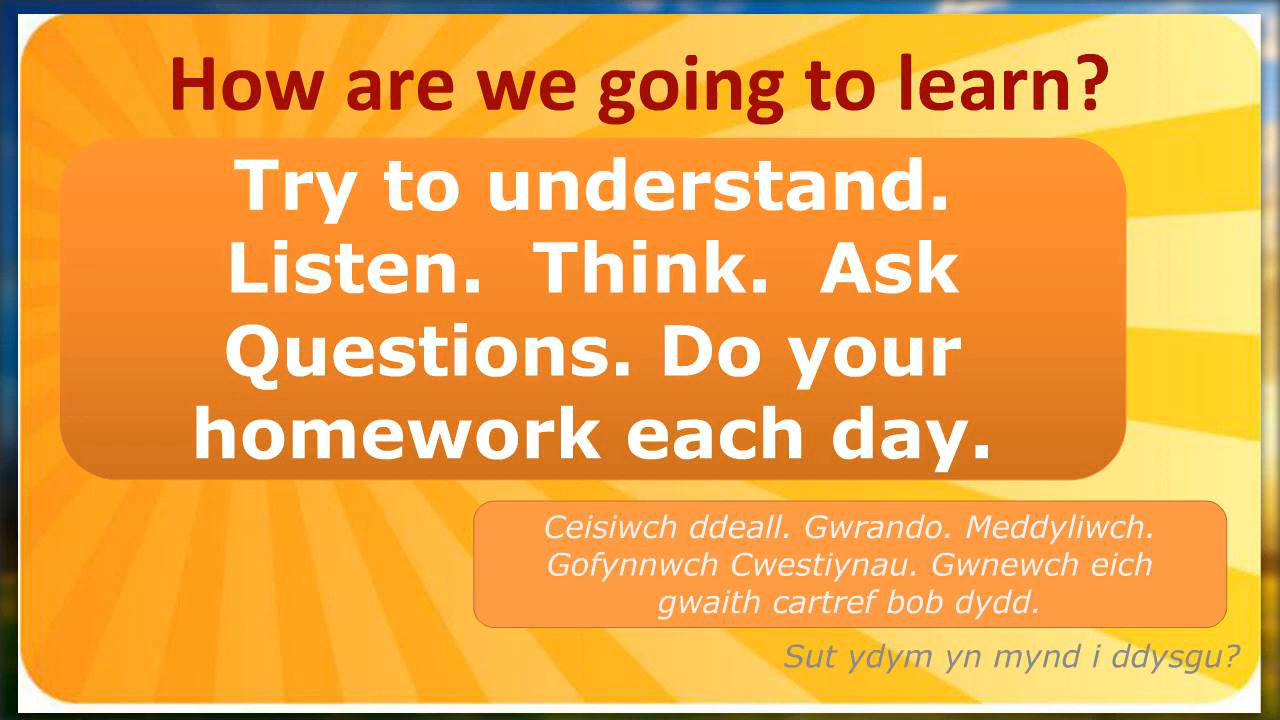 How are we going to learn?
Try to understand.
Listen.  Think.  Ask
Questions. Do your
homework each day.
Ceisiwch ddeall. Gwrando. Meddyliwch.
Gofynnwch Cwestiynau. Gwnewch eich
gwaith cartref bob dydd.
Sut ydym yn mynd i ddysgu?